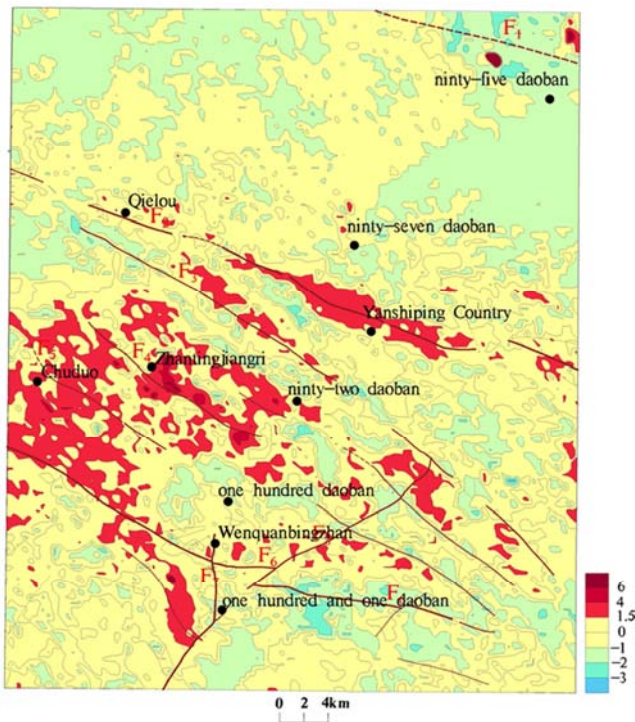 F1
ninty-five daoban
Qielou
F2
ninty-seven daoban
F3
Yanshiping Country
F5
F4
Zhanungjiangri
Chuduo
ninty-two daoban
one hundred daoban
Wenquanbingzhan
F6
F7
F
one hundred and one daoban
6
4
1.5
0
-1
-2
-3
0 2 4km